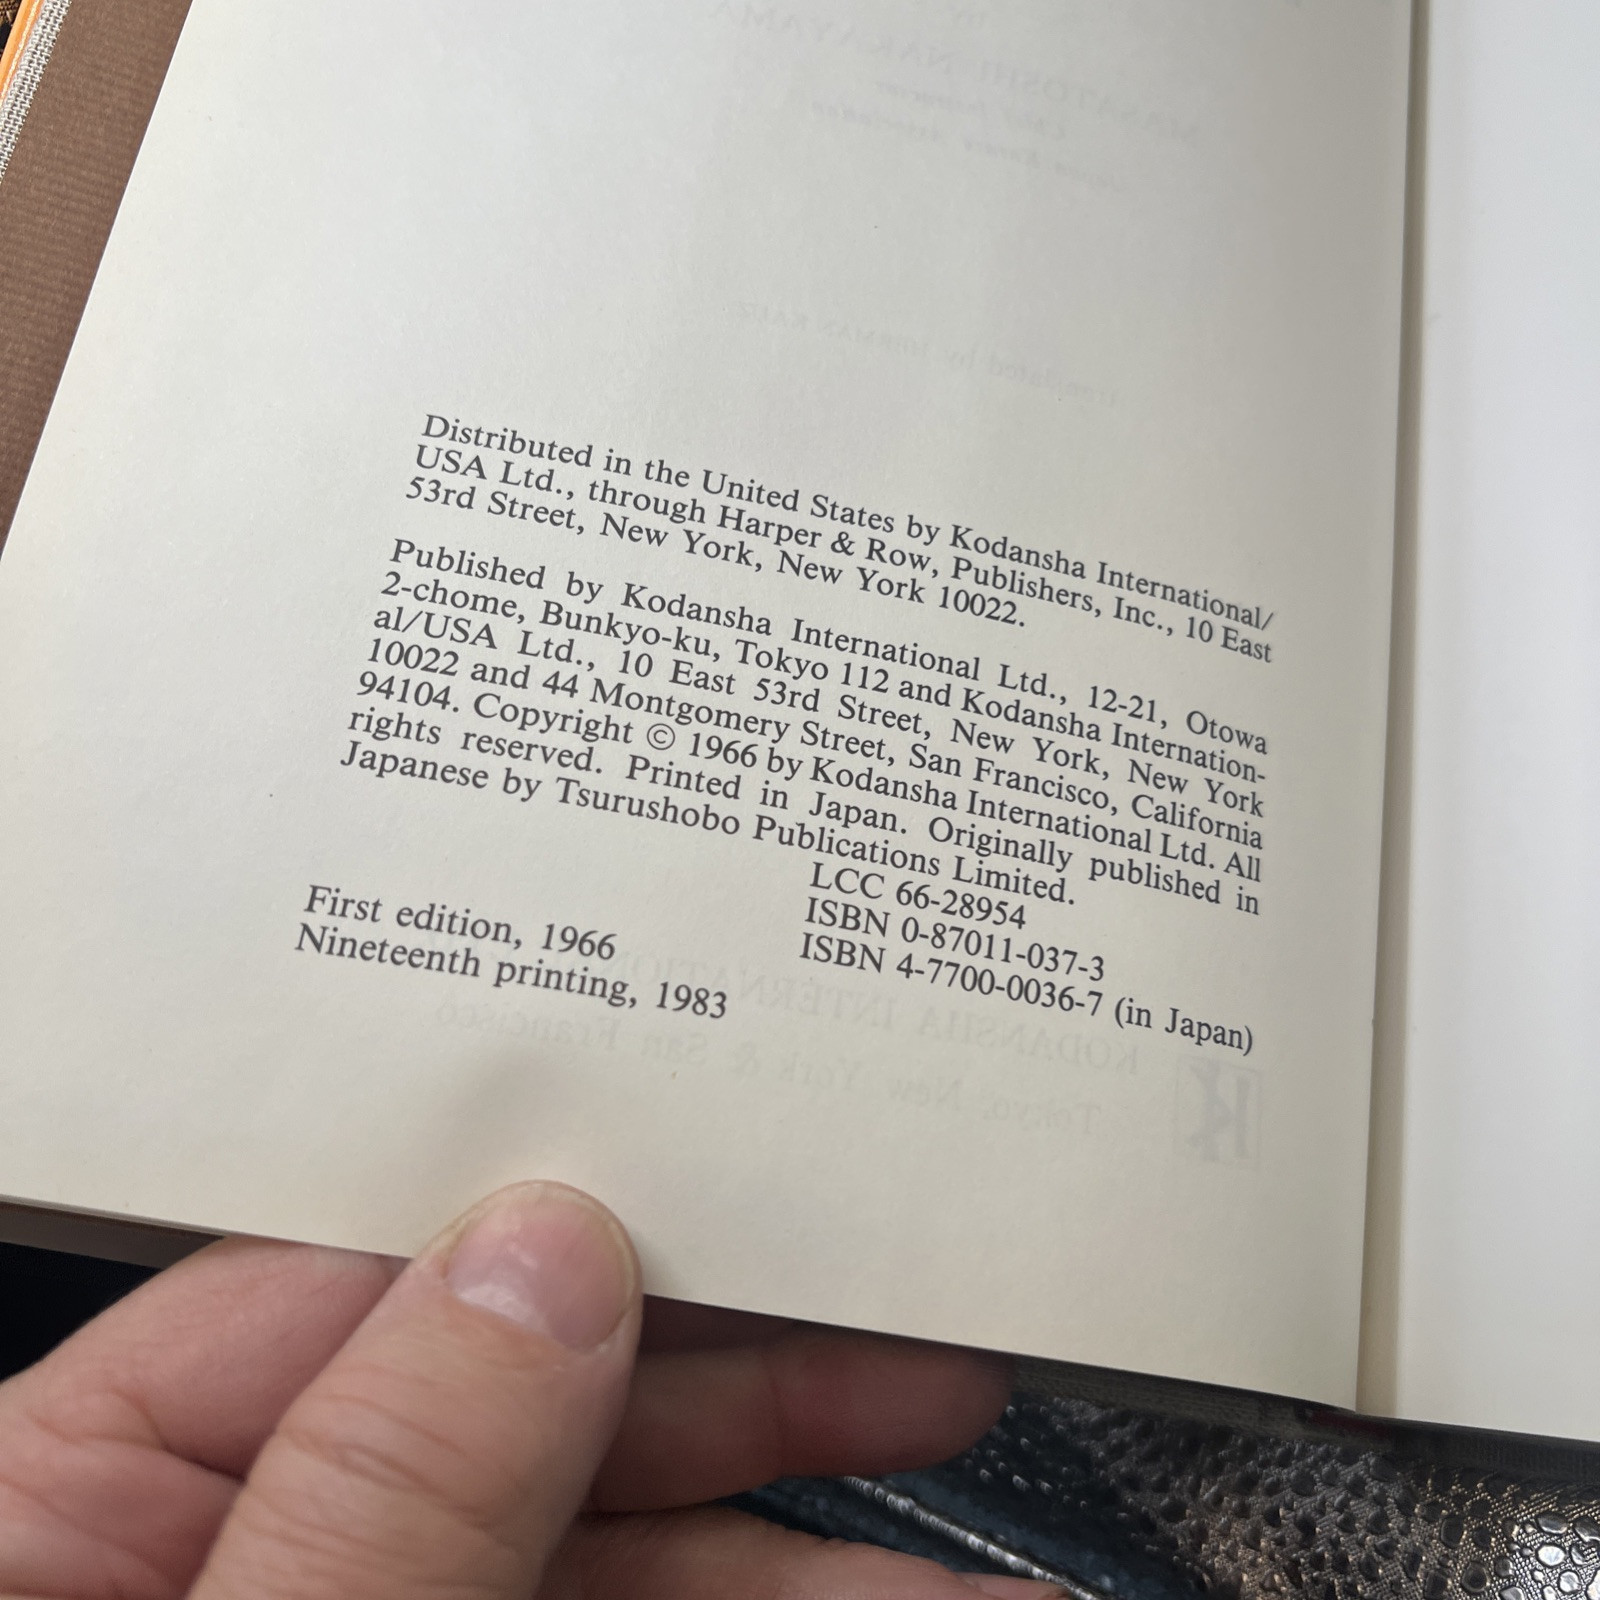 Distributed in the United States by Kodansha International/
USA Ltd., through Harper & Row, Publishers, Inc., 10 East
53rd Street, New York, New York 10022.
Published by Kodansha International Ltd., 12-21, Otowa
2-chome, Bunkyo-ku, Tokyo 112 and Kodansha Internation-
al/USA Ltd., 10 East 53rd Street, New York, New York
10022 and 44 Montgomery Street, San Francisco, California
94104. Copyright © 1966 by Kodansha International Ltd. All
rights reserved. Printed in Japan. Originally published in
Japanese by Tsurushobo Publications Limited.
LCC 66-28954
ISBN 0-87011-037-3
ISBN 4-7700-0036-7 (in Japan)
First edition, 1966
Nineteenth printing, 1983